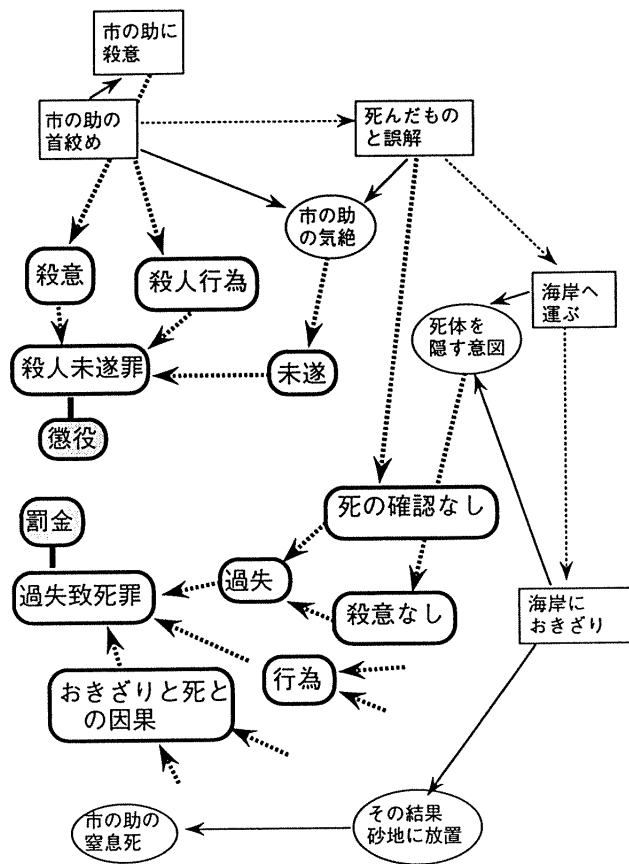 市の助に
殺意
市の助の
首絞め
死んだもの
と誤解
市の助
の気絶
殺意
殺人行為
海岸へ
運ぶ
死体を
隠す意図
殺人未遂罪
未遂
懲役
死の確認なし
罰金
過失
過失致死罪
殺意なし
海岸に
おきざり
行為
おきざりと死と
の因果
その結果
砂地に放置
市の助の
窒息死